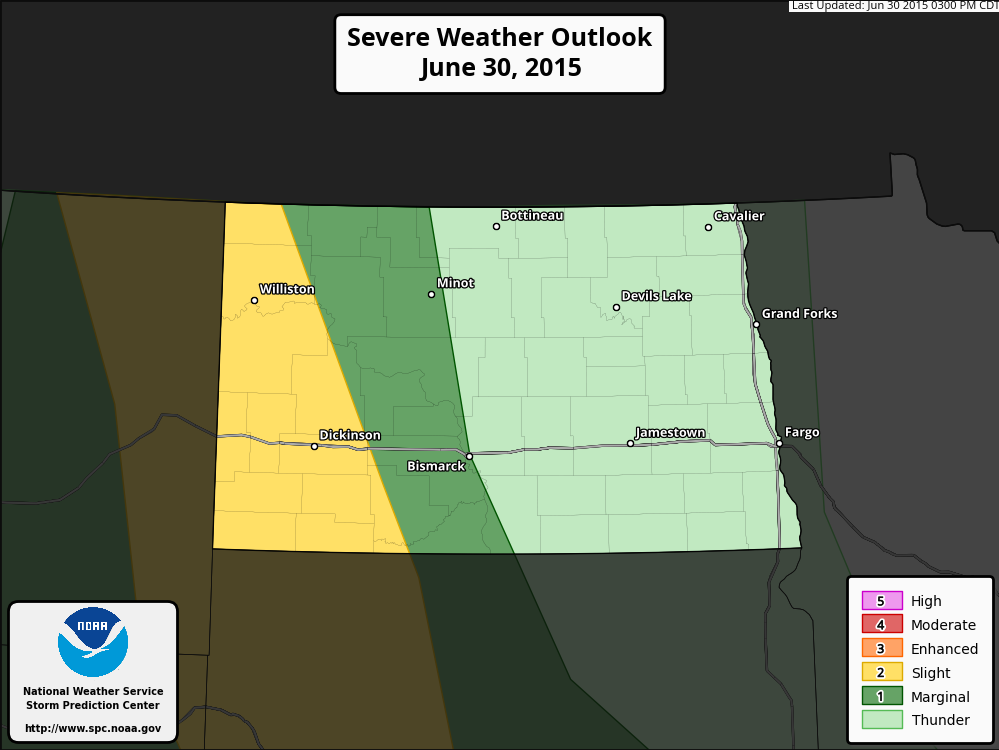 Last Updated: Jun 30 2015 0300 PM CDT
Severe Weather Outlook
June 30, 2015
Bottineau
Cavalier
Williston
Minot
Devils Lake
Grand Forks
Dickinson
Bismarck
Jamestown
Fargo
NOAA
National Weather Service
Storm Prediction Center
http://www.spc.noaa.gov
5 High
4 Moderate
3 Enhanced
2 Slight
1 Marginal
Thunder